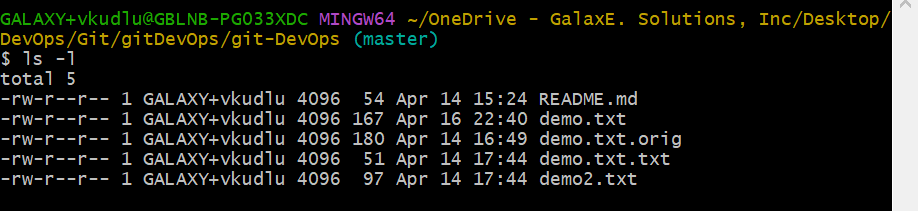 GALAXY+vkudlu@GBLNB-PG033XDC MINGW64 ~/OneDrive - GalaxE. Solutions, Inc/Desktop/
DevOps/Git/gitDevOps/git-DevOps (master)
$ ls -l
total 5
-rw-r--r-- 1 GALAXY+vkudlu 4096  54 Apr 14 15:24 README.md
-rw-r--r-- 1 GALAXY+vkudlu 4096 167 Apr 16 22:40 demo.txt
-rw-r--r-- 1 GALAXY+vkudlu 4096 180 Apr 14 16:49 demo.txt.orig
-rw-r--r-- 1 GALAXY+vkudlu 4096  51 Apr 14 17:44 demo.txt.txt
-rw-r--r-- 1 GALAXY+vkudlu 4096  97 Apr 14 17:44 demo2.txt